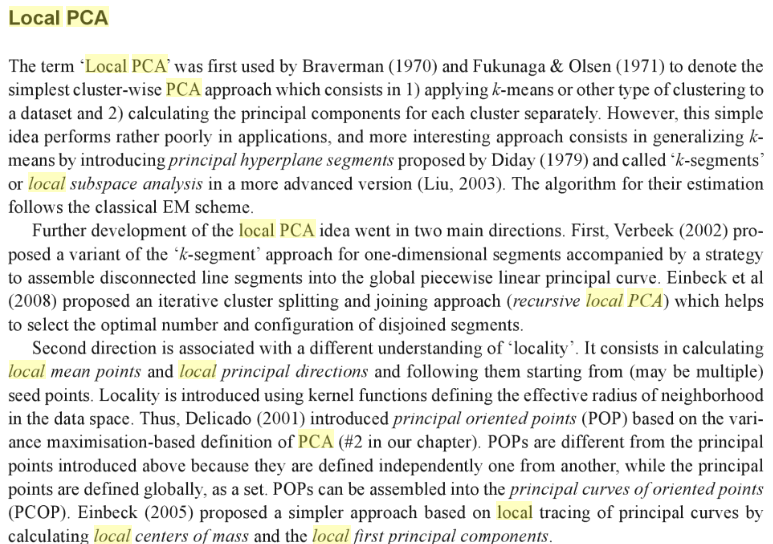 Local PCA
The term ‘Local PCA’ was first used by Braverman (1970) and Fukunaga & Olsen (1971) to denote the
simplest cluster-wise PCA approach which consists in 1) applying k-means or other type of clustering to
a dataset and 2) calculating the principal components for each cluster separately. However, this simple
idea performs rather poorly in applications, and more interesting approach consists in generalizing k-
means by introducing principal hyperplane segments proposed by Diday (1979) and called ‘k-segments’
or local subspace analysis in a more advanced version (Liu, 2003). The algorithm for their estimation
follows the classical EM scheme.
Further development of the local PCA idea went in two main directions. First, Verbeek (2002) pro-
posed a variant of the ‘k-segment’ approach for one-dimensional segments accompanied by a strategy
to assemble disconnected line segments into the global piecewise linear principal curve. Einbeck et al
(2008) proposed an iterative cluster splitting and joining approach (recursive local PCA) which helps
to select the optimal number and configuration of disjoined segments.
Second direction is associated with a different understanding of ‘locality’. It consists in calculating
local mean points and local principal directions and following them starting from (may be multiple)
seed points. Locality is introduced using kernel functions defining the effective radius of neighborhood
in the data space. Thus, Delicado (2001) introduced principal oriented points (POP) based on the vari-
ance maximisation-based definition of PCA (#2 in our chapter). POPs are different from the principal
points introduced above because they are defined independently one from another, while the principal
points are defined globally, as a set. POPs can be assembled into the principal curves of oriented points
(PCOP). Einbeck (2005) proposed a simpler approach based on local tracing of principal curves by
calculating local centers of mass and the local first principal components.